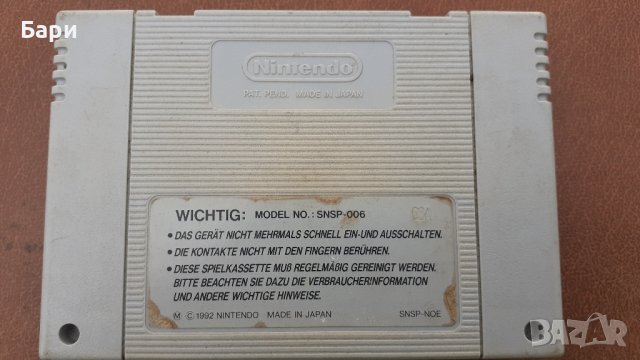 Бари
Nintendo
PAT. PEND. MADE IN JAPAN
WICHTIG: MODEL NO.: SNSP-006
• DAS GERÄT NICHT MEHRMALS SCHNELL EIN-UND AUSSCHALTEN.
• DIE KONTAKTE NICHT MIT DEN FINGERN BERÜHREN.
• DIESE SPIELKASSETTE MUß REGELMÄßIG GEREINIGT WERDEN.
BITTE BEACHTEN SIE DAZU DIE VERBRAUCHERINFORMATION
UND ANDERE WICHTIGE HINWEISE.
M © 1992 NINTENDO MADE IN JAPAN SNSP-NOE
bazar